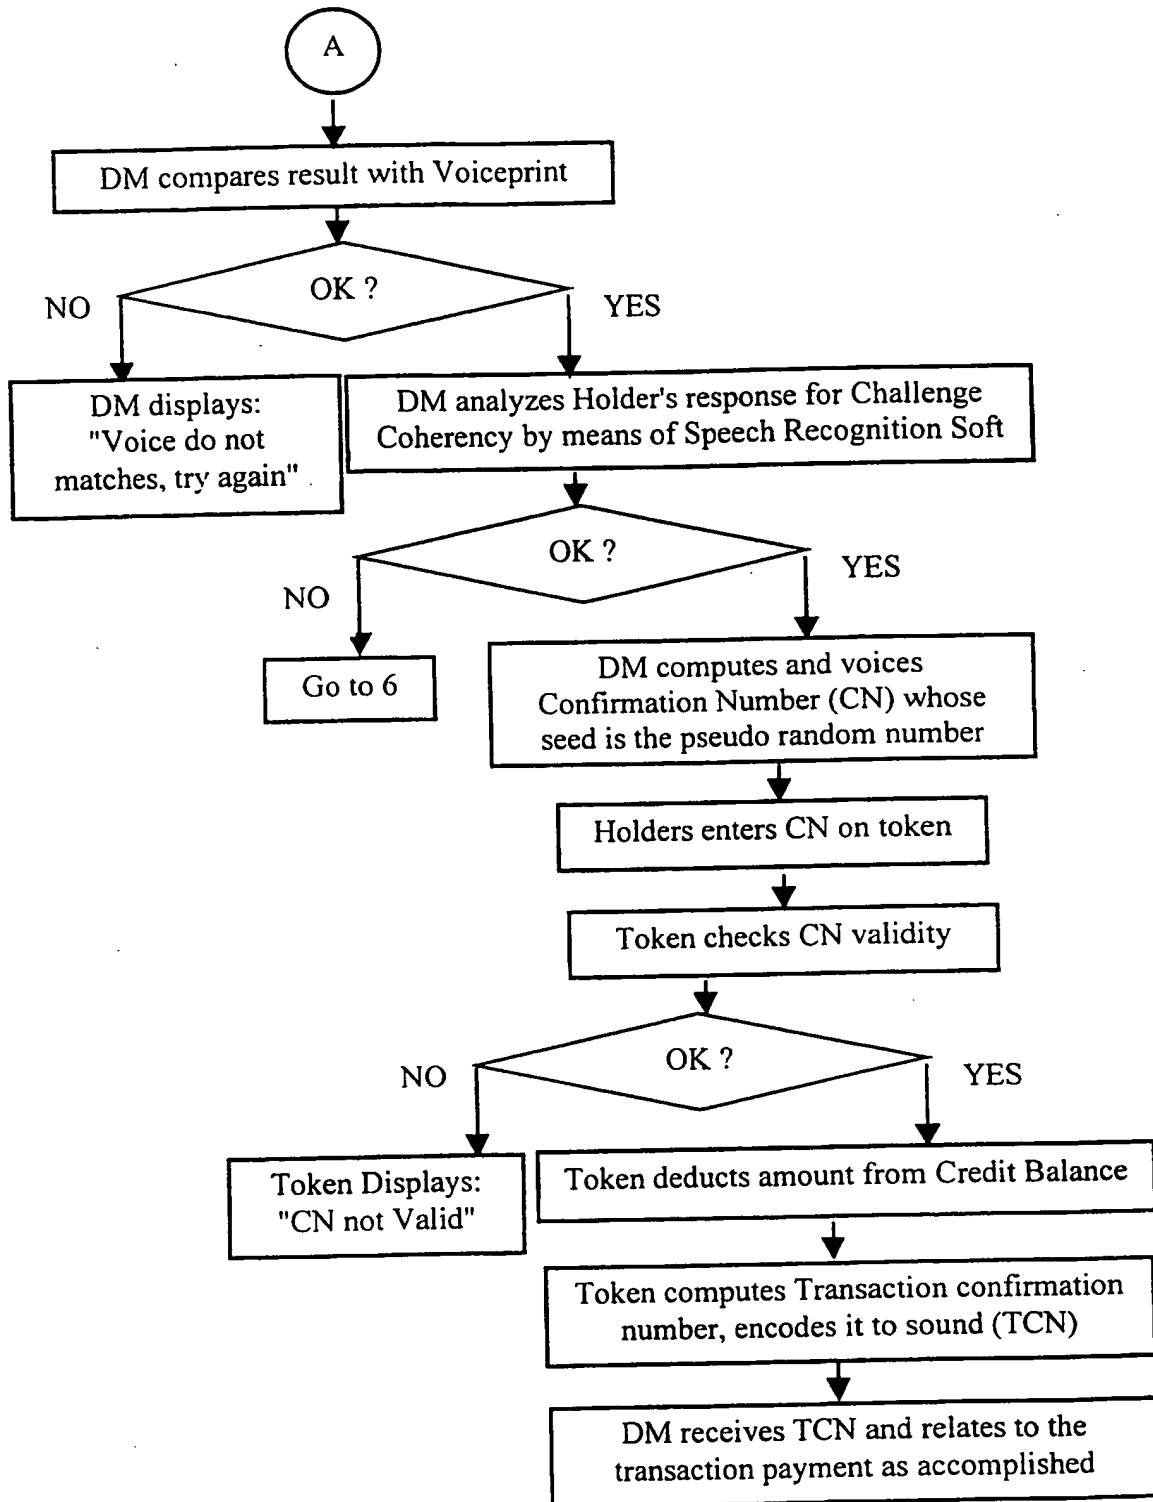 A
DM compares result with Voiceprint
OK ?
NO
YES
DM displays:
"Voice do not
matches, try again"
DM analyzes Holder's response for Challenge
Coherency by means of Speech Recognition Soft
OK ?
NO
YES
Go to 6
DM computes and voices
Confirmation Number (CN) whose
seed is the pseudo random number
Holders enters CN on token
Token checks CN validity
OK ?
NO
YES
Token Displays:
"CN not Valid"
Token deducts amount from Credit Balance
Token computes Transaction confirmation
number, encodes it to sound (TCN)
DM receives TCN and relates to the
transaction payment as accomplished